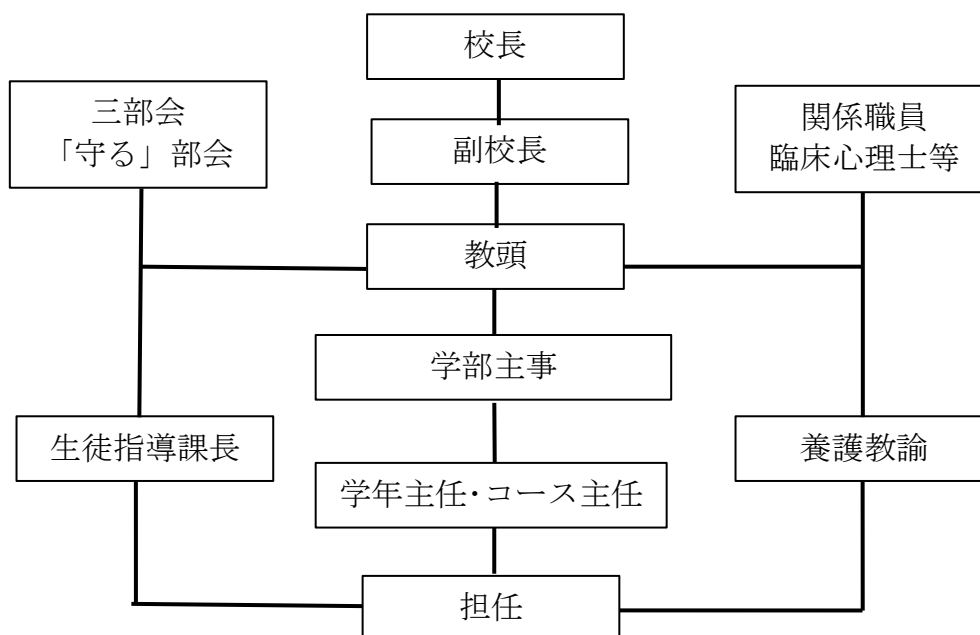 校長
三部会
「守る」部会
副校長
関係職員
臨床心理士等
教頭
学部主事
生徒指導課長
養護教諭
学年主任・コース主任
担任